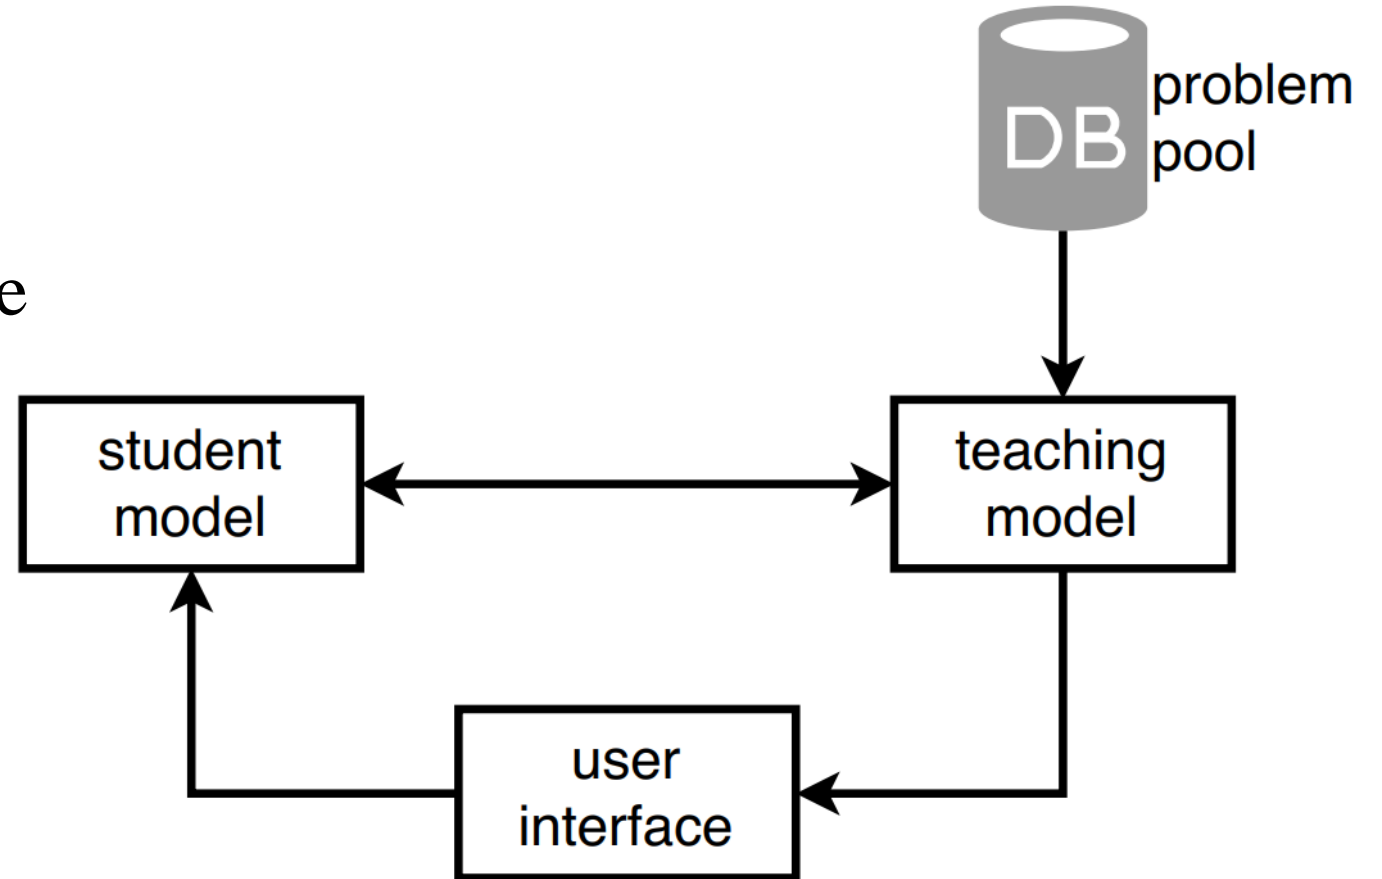 DB
problem
pool
e
student
model
teaching
model
user
interface